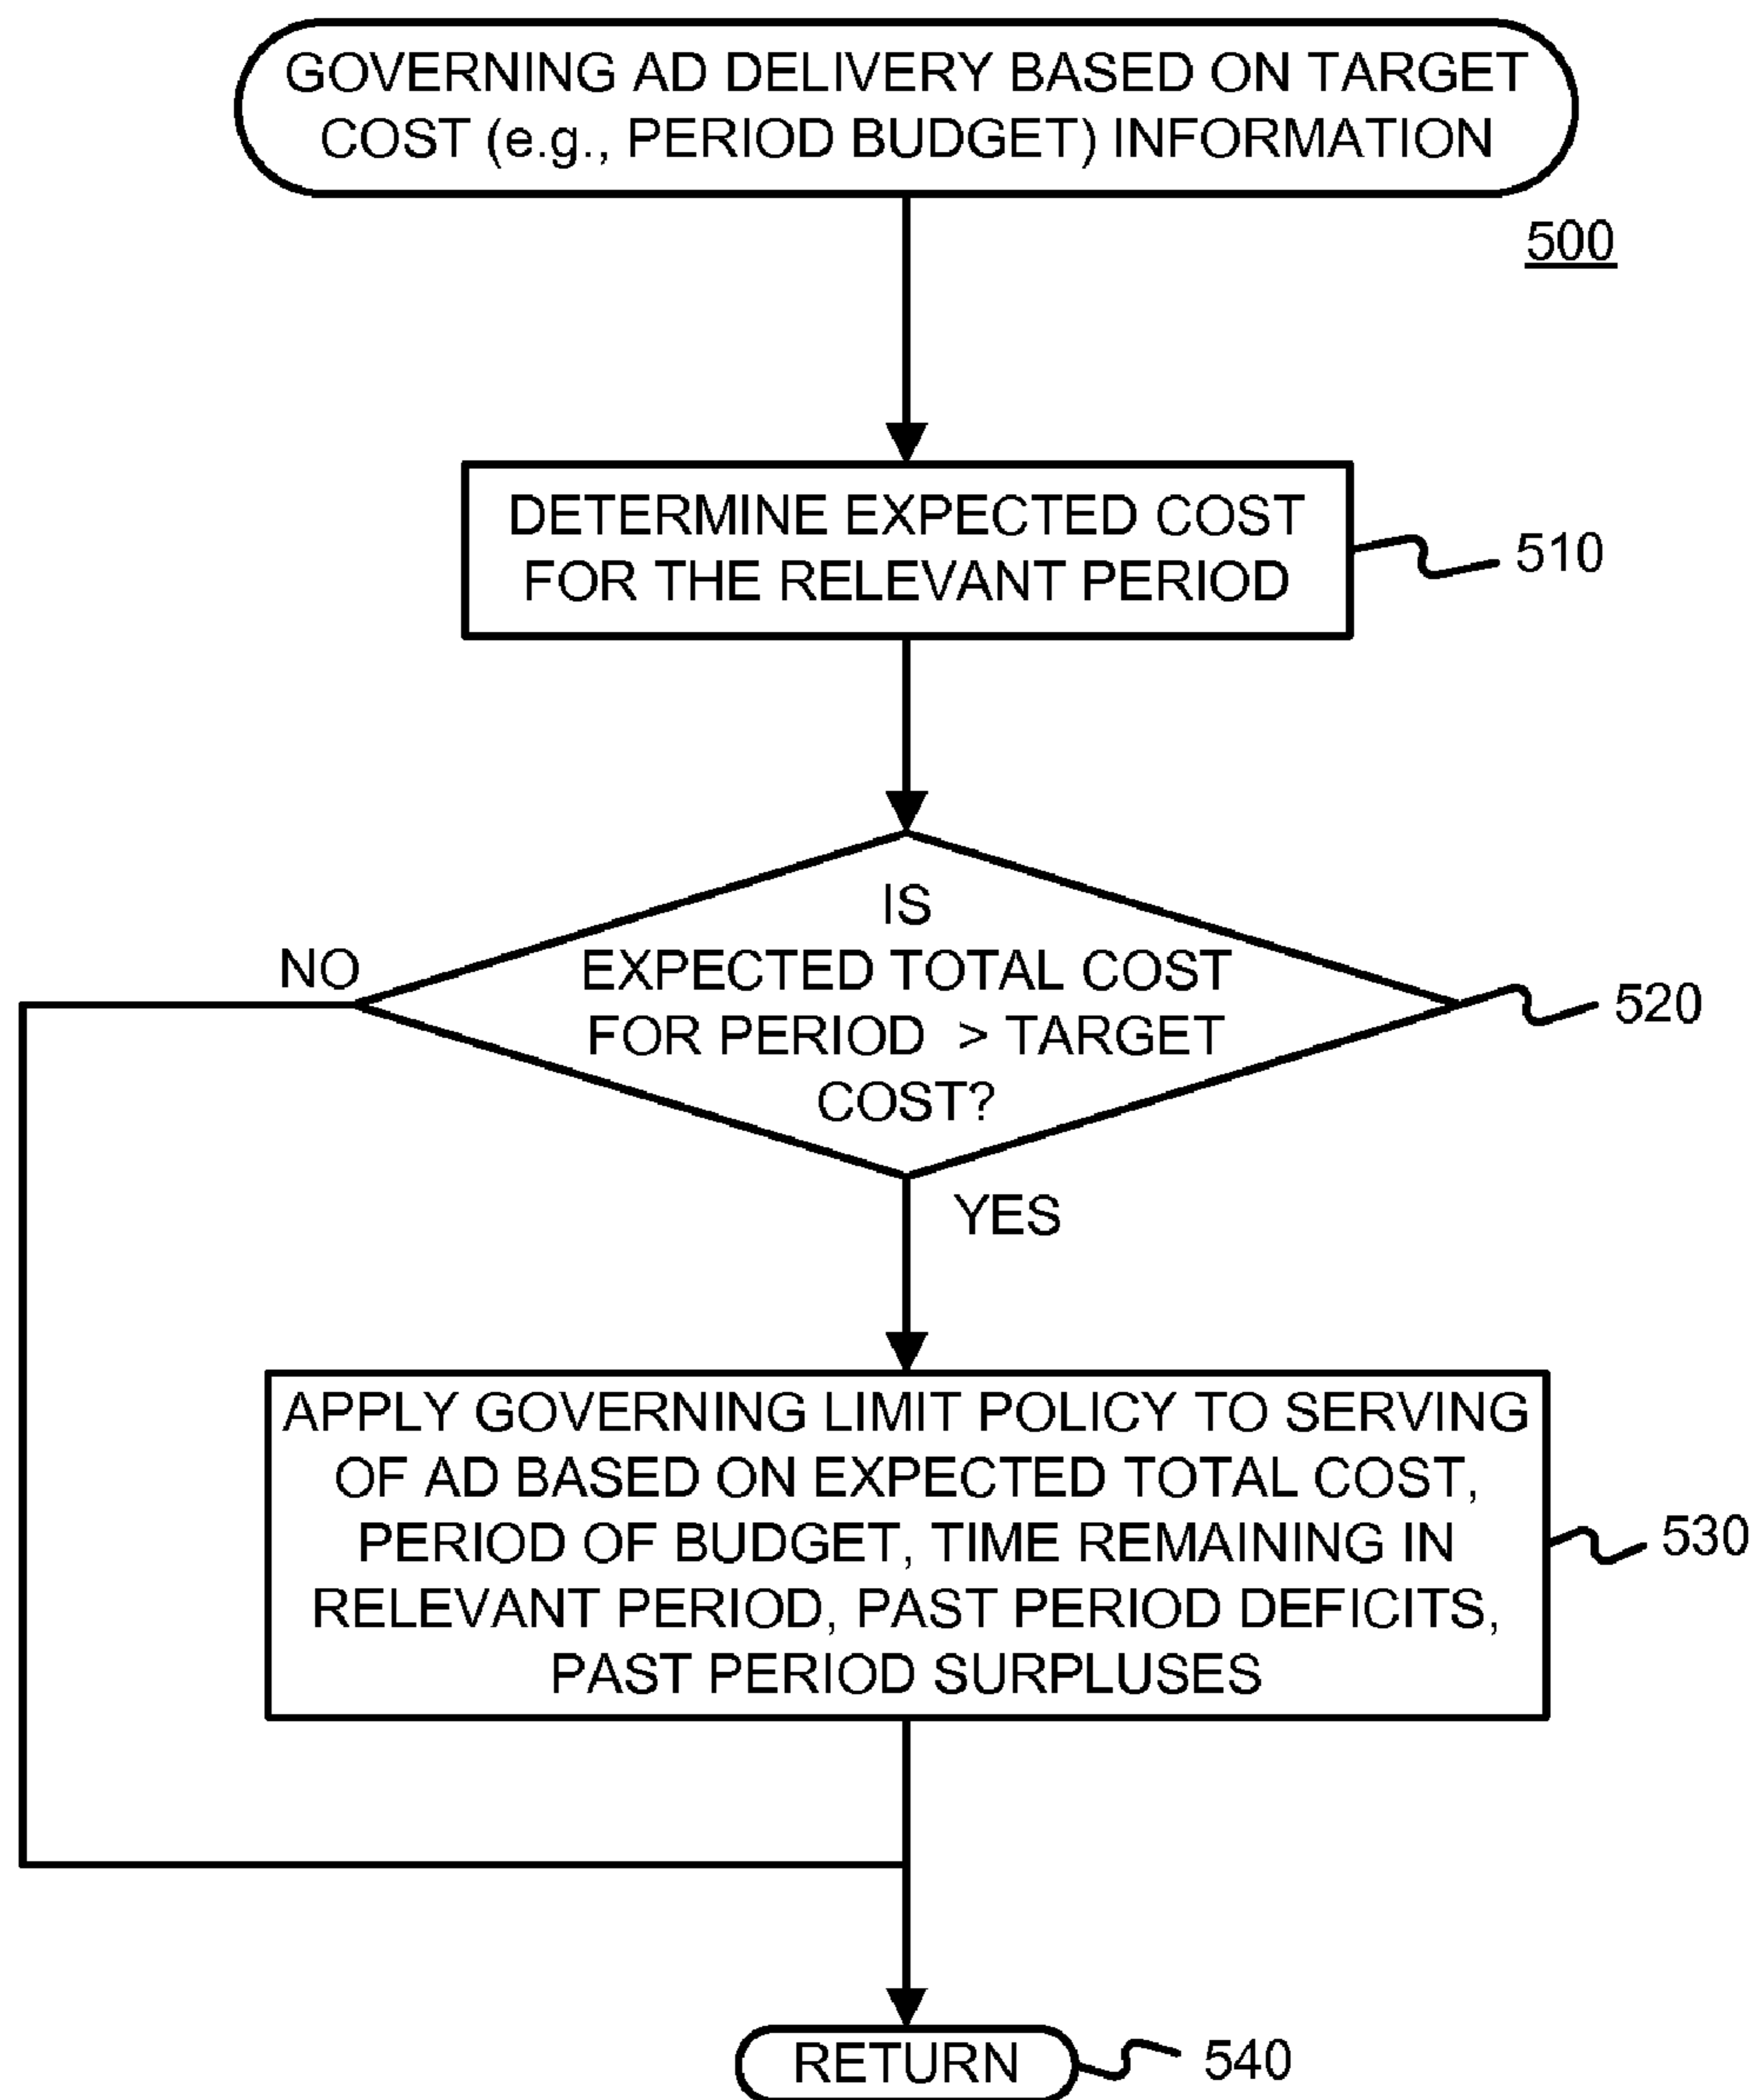 GOVERNING AD DELIVERY BASED ON TARGET
COST (e.g., PERIOD BUDGET) INFORMATION
500
DETERMINE EXPECTED COST
FOR THE RELEVANT PERIOD
510
IS
EXPECTED TOTAL COST
FOR PERIOD > TARGET
COST?
NO
520
YES
APPLY GOVERNING LIMIT POLICY TO SERVING
OF AD BASED ON EXPECTED TOTAL COST,
PERIOD OF BUDGET, TIME REMAINING IN
RELEVANT PERIOD, PAST PERIOD DEFICITS,
PAST PERIOD SURPLUSES
530
RETURN
540